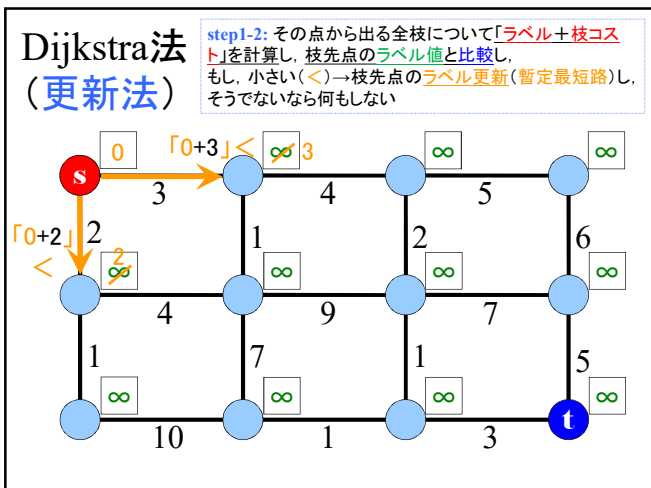 Dijkstra法
(更新法)
step1-2: その点から出る全枝について「ラベル＋枝コス
ト」を計算し, 枝先点のラベル値と比較し,
もし, 小さい(＜)→枝先点のラベル更新(暫定最短路)し,
そうでないなら何もしない
0 「0+3」＜ ∞ 3 ∞ ∞
s 3 4 5
「0+2」 2 1 2 6
＜ ∞ 2 ∞ ∞ ∞
4 9 7
1 7 1 5
∞ ∞ ∞ ∞
t
10 1 3